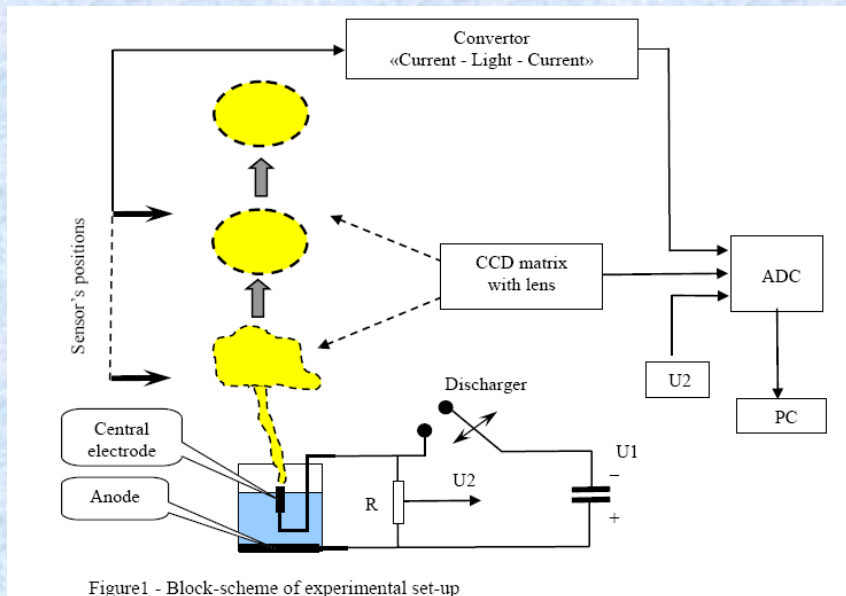 Convertor
«Current - Light - Current»
Sensor's positions
CCD matrix
with lens
ADC
U2
PC
Discharger
Central
electrode
Anode
R
U2
U1
−
+
Figure1 - Block-scheme of experimental set-up